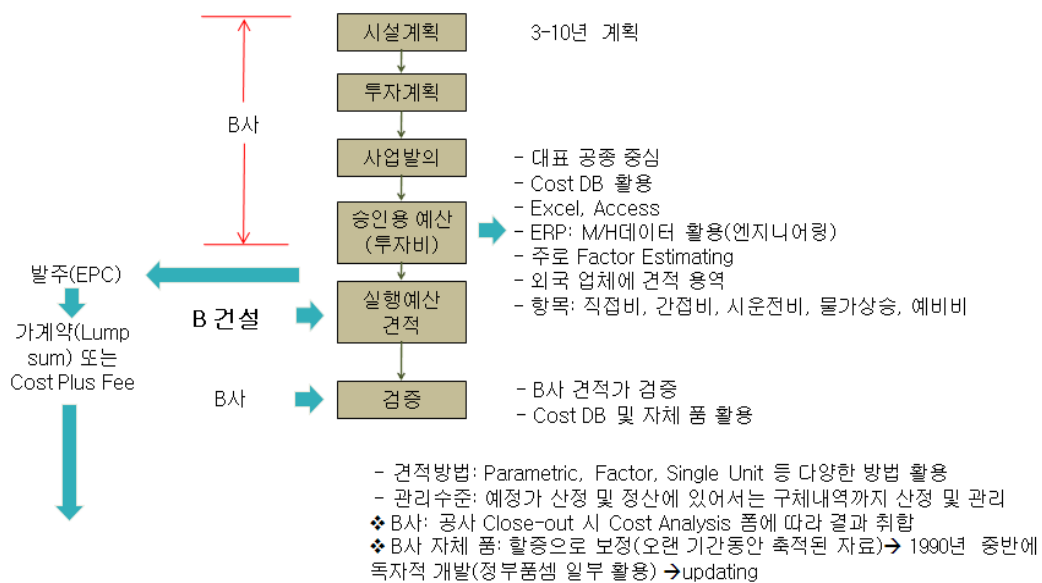 시설계획
3-10년 계획
투자계획
B사
사업발의
- 대표 공종 중심
- Cost DB 활용
- Excel, Access
승인용 예산
(투자비)
- ERP: M/H데이터 활용(엔지니어링)
- 주로 Factor Estimating
- 외국 업체에 견적 용역
- 항목: 직접비, 간접비, 시운전비, 물가상승, 예비비
발주(EPC)
B 건설
실행예산
견적
가계약(Lump
sum) 또는
Cost Plus Fee
B사
검증
- B사 견적가 검증
- Cost DB 및 자체 품 활용
- 견적방법: Parametric, Factor, Single Unit 등 다양한 방법 활용
- 관리수준: 예정가 산정 및 정산에 있어서는 구체내역까지 산정 및 관리
❖ B사: 공사 Close-out 시 Cost Analysis 폼에 따라 결과 취합
❖ B사 자체 품: 할증으로 보정(오랜 기간동안 축적된 자료)→ 1990년 중반에
독자적 개발(정부품셈 일부 활용) →updating